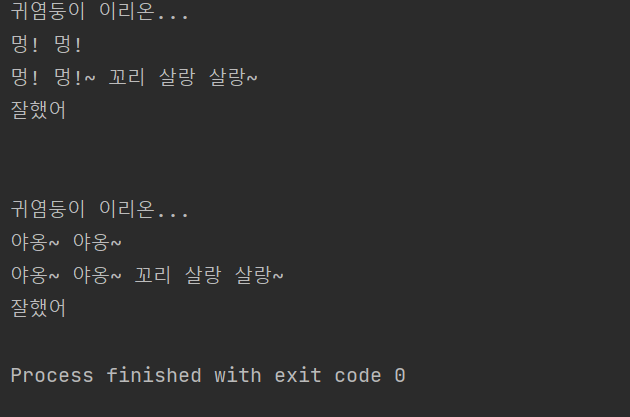 귀염둥이 이리온...
멍! 멍!
멍! 멍!~ 꼬리 살랑 살랑~
잘했어
귀염둥이 이리온...
야옹~ 야옹~
야옹~ 야옹~ 꼬리 살랑 살랑~
잘했어
Process finished with exit code 0